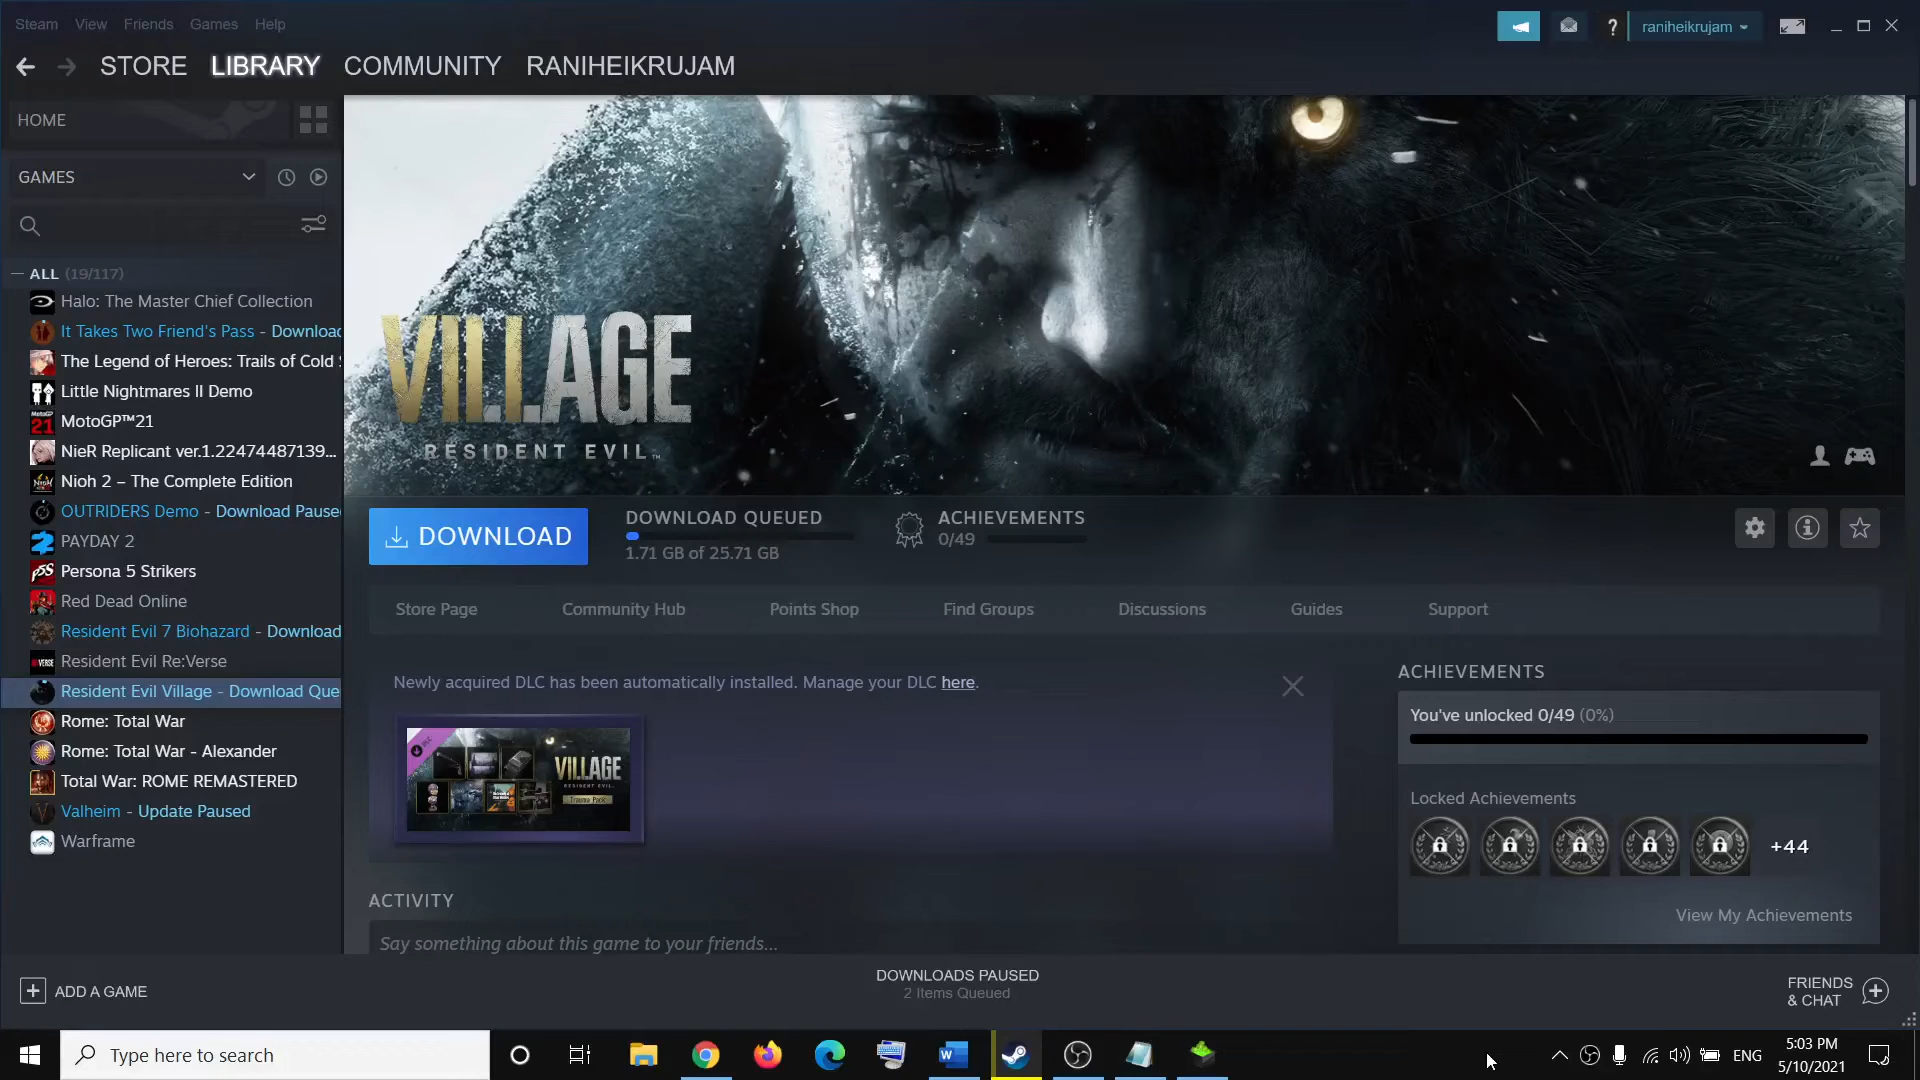 Steam View Friends Games Help
raniheikrujam
STORE LIBRARY COMMUNITY RANIHEIKRUJAM
HOME
GAMES
ALL (19/117)
Halo: The Master Chief Collection
It Takes Two Friend's Pass - Download
The Legend of Heroes: Trails of Cold S
Little Nightmares II Demo
MotoGP™21
NieR Replicant ver.1.22474487139...
Nioh 2 – The Complete Edition
OUTRIDERS Demo - Download Paused
PAYDAY 2
Persona 5 Strikers
Red Dead Online
Resident Evil 7 Biohazard - Download
Resident Evil Re:Verse
Resident Evil Village - Download Que
Rome: Total War
Rome: Total War - Alexander
Total War: ROME REMASTERED
Valheim - Update Paused
Warframe
VILLAGE
RESIDENT EVIL™
DOWNLOAD
DOWNLOAD QUEUED
1.71 GB of 25.71 GB
ACHIEVEMENTS
0/49
Store Page Community Hub Points Shop Find Groups Discussions Guides Support
Newly acquired DLC has been automatically installed. Manage your DLC here.
DLC
VILLAGE
RESIDENT EVIL
Trauma Pack
ACHIEVEMENTS
You've unlocked 0/49 (0%)
Locked Achievements
+44
View My Achievements
ACTIVITY
Say something about this game to your friends...
ADD A GAME
DOWNLOADS PAUSED
2 Items Queued
FRIENDS
& CHAT
Type here to search
ENG
5:03 PM
5/10/2021